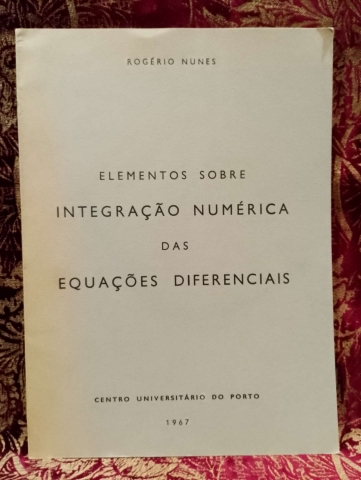 ROGÉRIO NUNES
ELEMENTOS SOBRE
INTEGRAÇÃO NUMÉRICA
DAS
EQUAÇÕES DIFERENCIAIS
CENTRO UNIVERSITÁRIO DO PORTO
1967